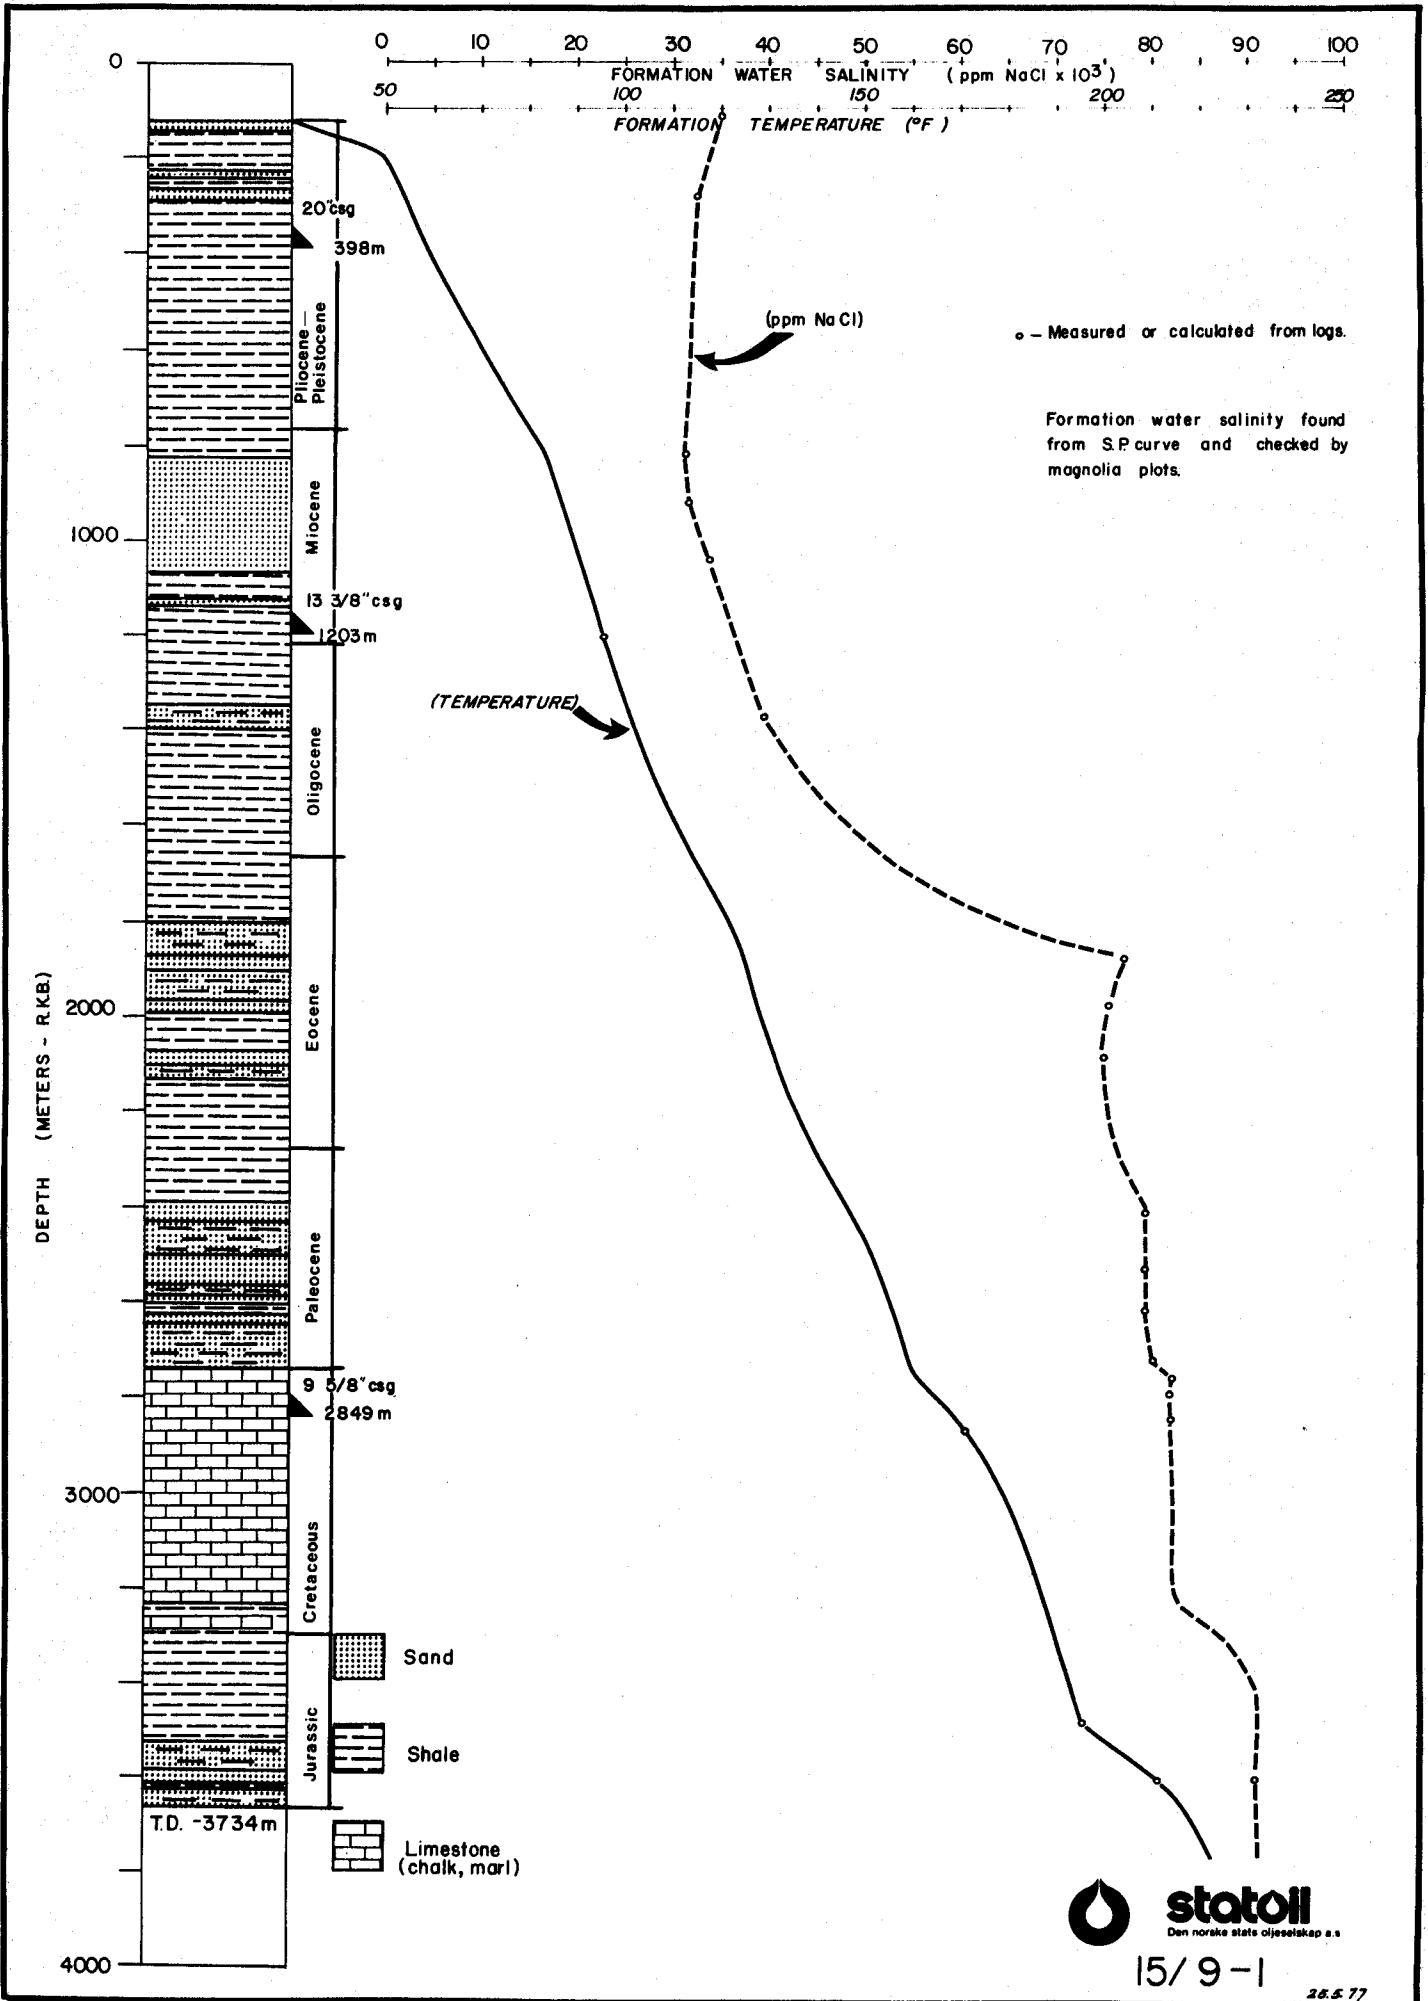 0 10 20 30 40 50 60 70 80 90 100
FORMATION WATER SALINITY (ppm NaCl x 10³)
50 100 150 200 250
FORMATION TEMPERATURE (°F)
0
20"csg
398m
(ppm NaCl)
o – Measured or calculated from logs.
Pliocene–
Pleistocene
Formation water salinity found
from S.P. curve and checked by
magnolia plots.
Miocene
1000
13 3/8"csg
1203m
(TEMPERATURE)
Oligocene
DEPTH (METERS - R.K.B.)
2000
Eocene
Paleocene
9 5/8"csg
2849m
3000
Cretaceous
Sand
Jurassic
Shale
T.D. -3734m
Limestone
(chalk, marl)
statoil
Den norske stats oljeselskap a.s
4000
15/9-1
26.5.77